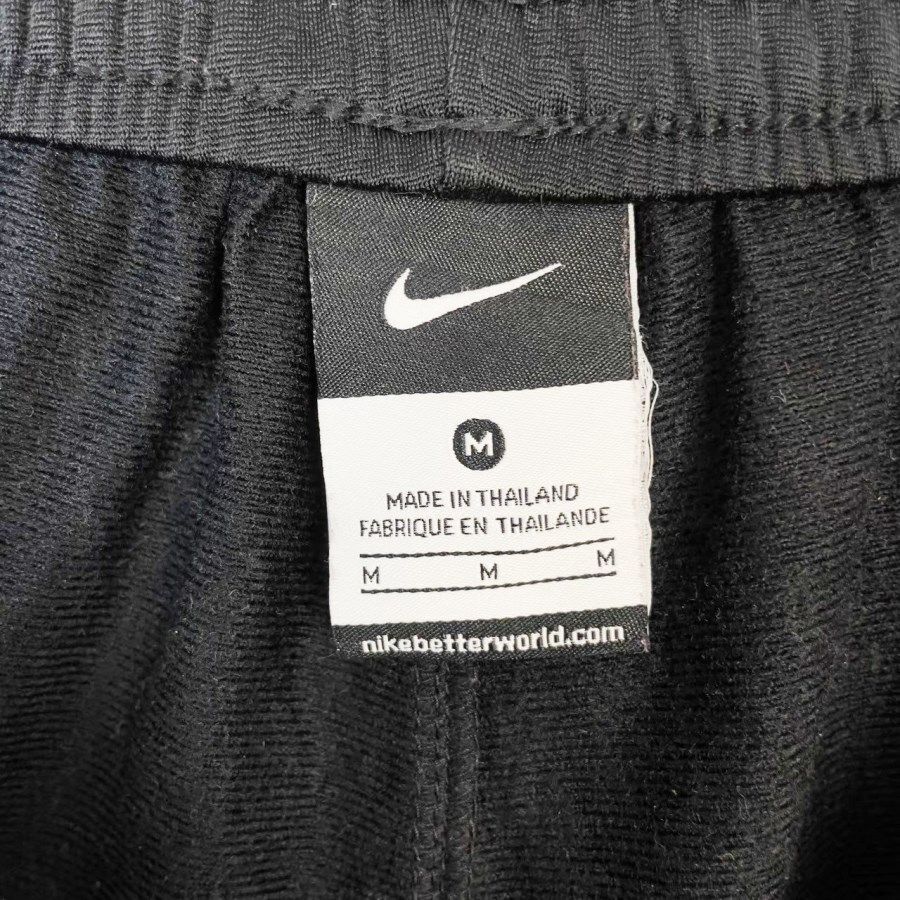 M
MADE IN THAILAND
FABRIQUE EN THAILANDE
M M M
nikebetterworld.com